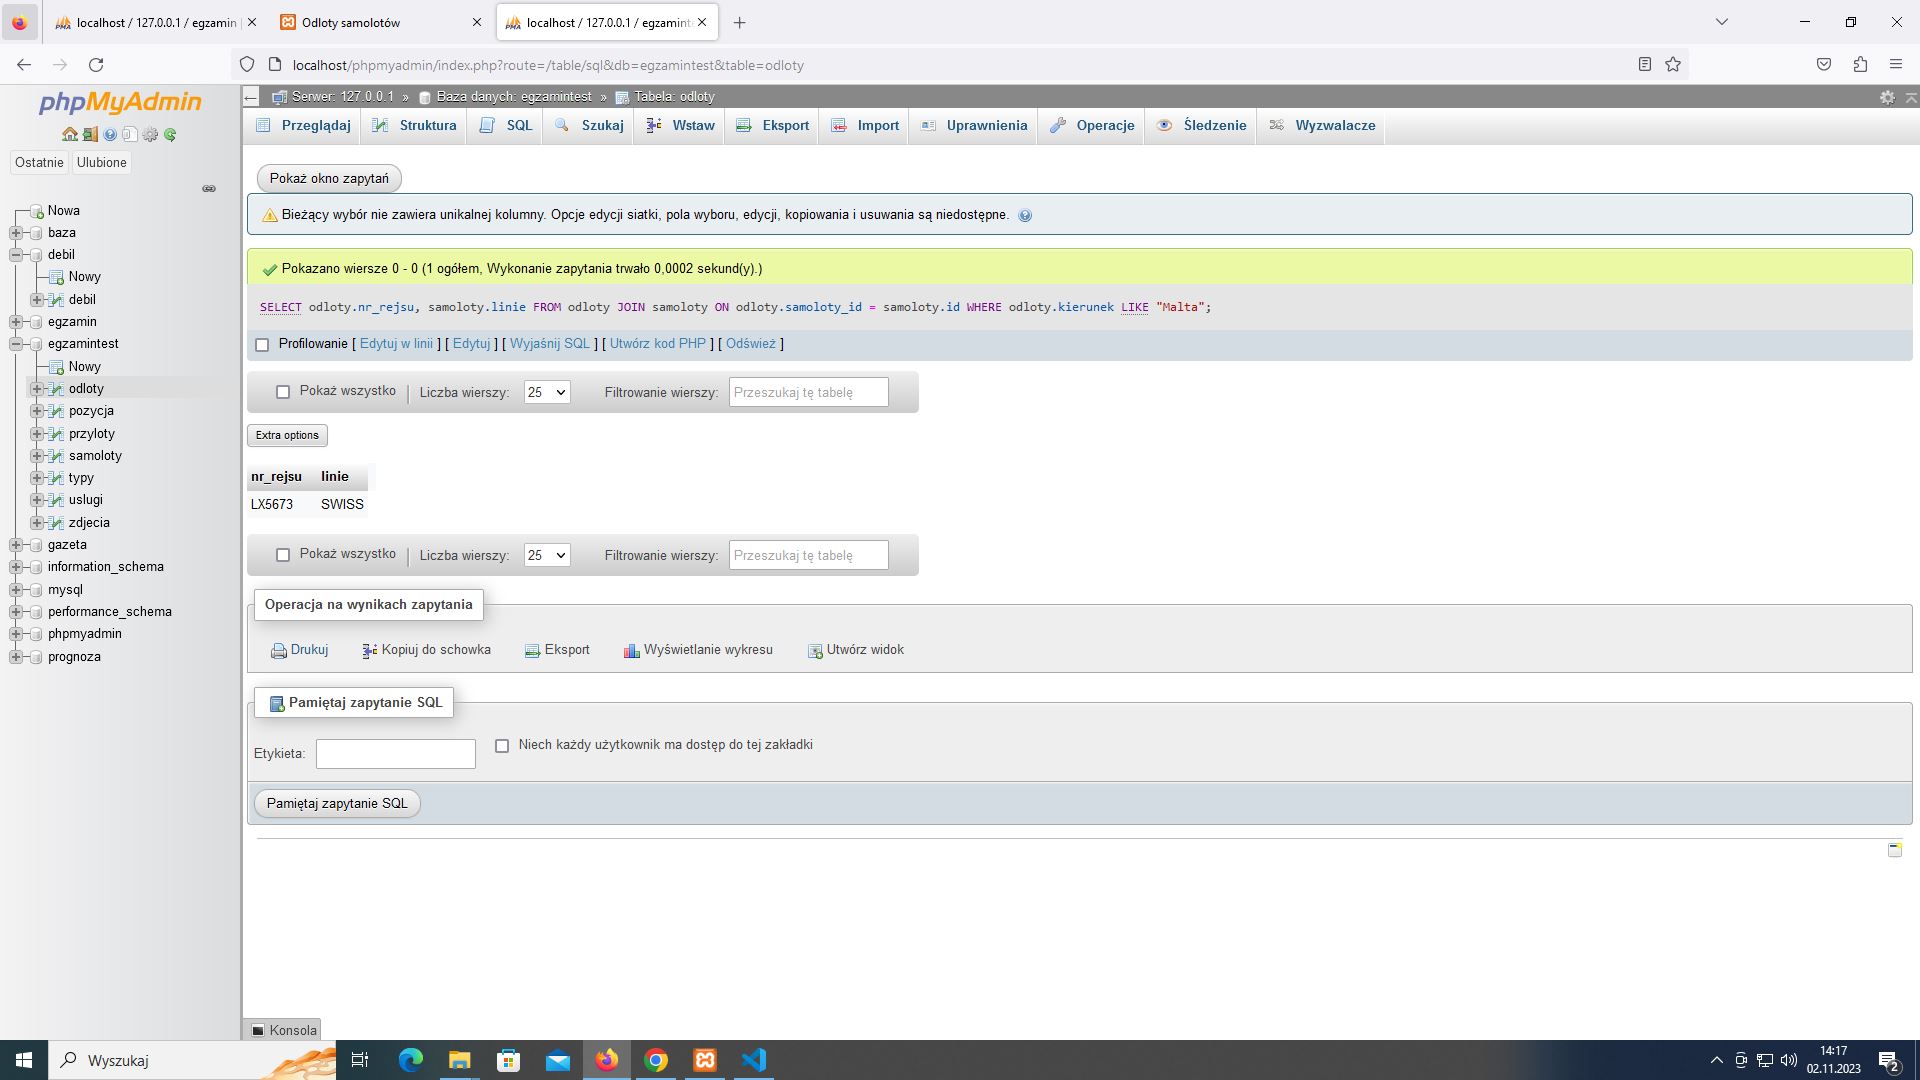 localhost / 127.0.0.1 / egzamin
Odloty samolotów
localhost / 127.0.0.1 / egzaminte
localhost/phpmyadmin/index.php?route=/table/sql&db=egzamintest&table=odloty
phpMyAdmin
Ostatnie
Ulubione
Nowa
baza
debil
Nowy
debil
egzamin
egzamintest
Nowy
odloty
pozycja
przyloty
samoloty
typy
uslugi
zdjecia
gazeta
information_schema
mysql
performance_schema
phpmyadmin
prognoza
Serwer: 127.0.0.1 » Baza danych: egzamintest » Tabela: odloty
Przeglądaj Struktura SQL Szukaj Wstaw Eksport Import Uprawnienia Operacje Śledzenie Wyzwalacze
Pokaż okno zapytań
Bieżący wybór nie zawiera unikalnej kolumny. Opcje edycji siatki, pola wyboru, edycji, kopiowania i usuwania są niedostępne.
Pokazano wiersze 0 - 0 (1 ogółem, Wykonanie zapytania trwało 0,0002 sekund(y).)
SELECT odloty.nr_rejsu, samoloty.linie FROM odloty JOIN samoloty ON odloty.samoloty_id = samoloty.id WHERE odloty.kierunek LIKE "Malta";
Profilowanie [ Edytuj w linii ] [ Edytuj ] [ Wyjaśnij SQL ] [ Utwórz kod PHP ] [ Odśwież ]
Pokaż wszystko | Liczba wierszy: 25 Filtrowanie wierszy: Przeszukaj tę tabelę
Extra options
nr_rejsu linie
LX5673 SWISS
Pokaż wszystko | Liczba wierszy: 25 Filtrowanie wierszy: Przeszukaj tę tabelę
Operacja na wynikach zapytania
Drukuj Kopiuj do schowka Eksport Wyświetlanie wykresu Utwórz widok
Pamiętaj zapytanie SQL
Etykieta: Niech każdy użytkownik ma dostęp do tej zakładki
Pamiętaj zapytanie SQL
Konsola
Wyszukaj
14:17
02.11.2023
2